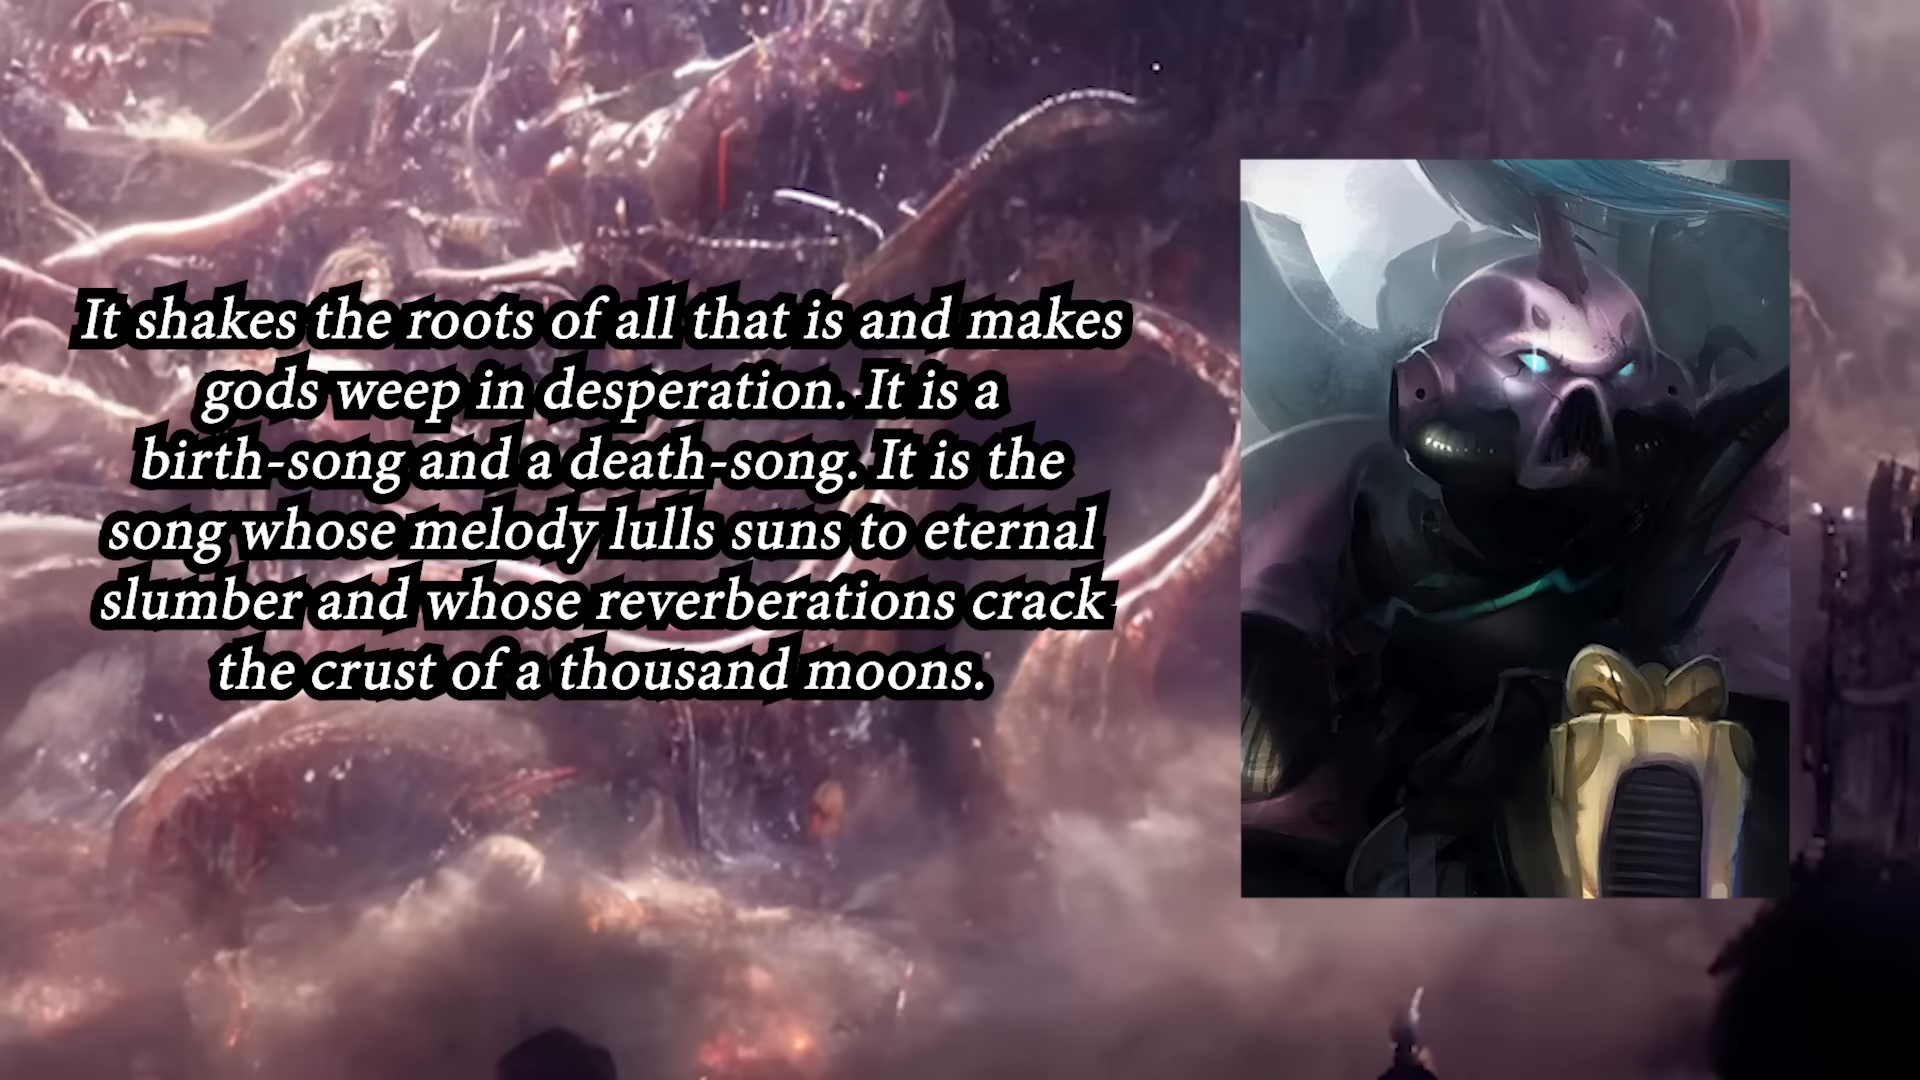 It shakes the roots of all that is and makes
gods weep in desperation. It is a
birth-song and a death-song. It is the
song whose melody lulls suns to eternal
slumber and whose reverberations crack
the crust of a thousand moons.